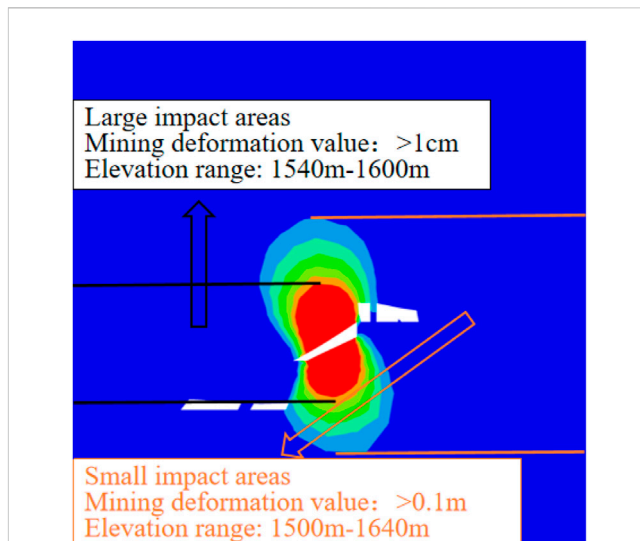 Large impact areas
Mining deformation value：>1cm
Elevation range: 1540m-1600m
Small impact areas
Mining deformation value：>0.1m
Elevation range: 1500m-1640m